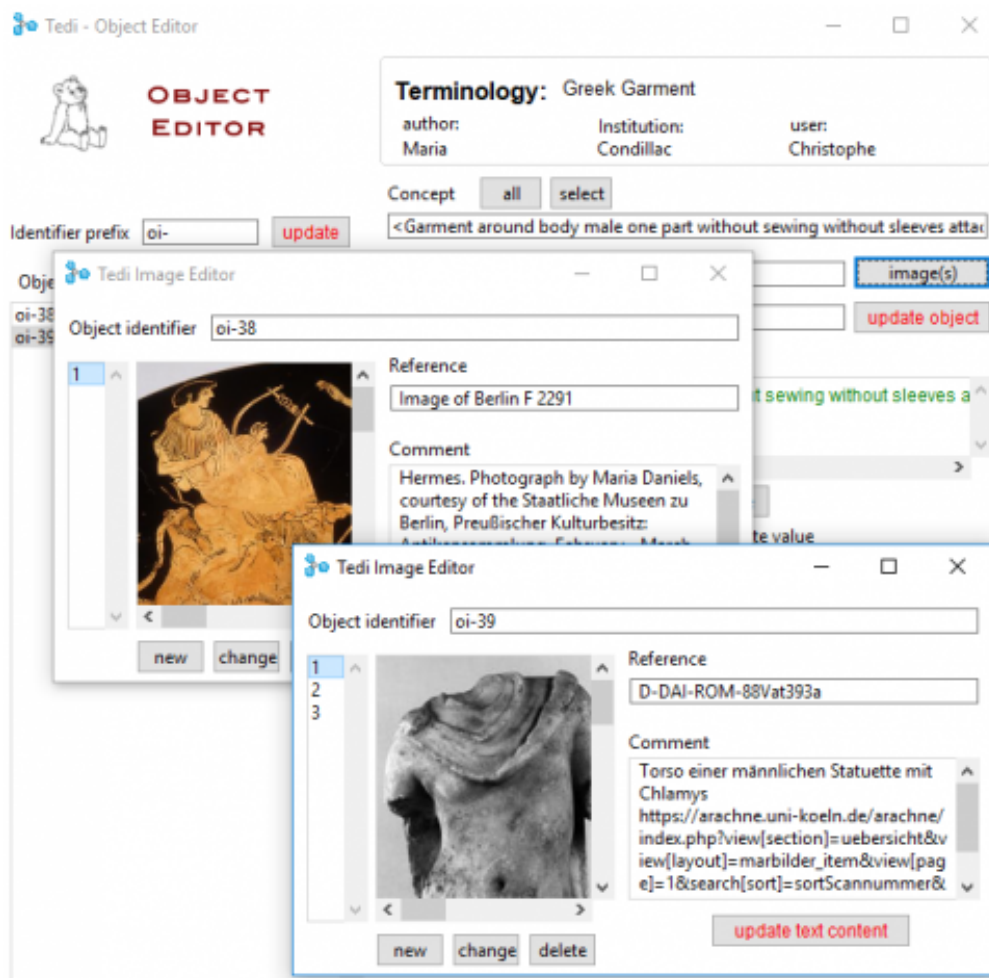 Tedi - Object Editor
OBJECT
EDITOR
Terminology: Greek Garment
author: Institution: user:
Maria Condillac Christophe
Concept all select
Identifier prefix oi- update
<Garment around body male one part without sewing without sleeves attac
image(s)
oi-38
update object
oi-39
t sewing without sleeves a
te value
Tedi Image Editor
Object identifier oi-38
1
Reference
Image of Berlin F 2291
Comment
Hermes. Photograph by Maria Daniels,
courtesy of the Staatliche Museen zu
Berlin, Preußischer Kulturbesitz:
Antikensammlung, February - March
new change
Tedi Image Editor
Object identifier oi-39
1
2
3
Reference
D-DAI-ROM-88Vat393a
Comment
Torso einer männlichen Statuette mit
Chlamys
https://arachne.uni-koeln.de/arachne/
index.php?view[section]=uebersicht&v
iew[layout]=marbilder_item&view[pag
e]=1&search[sort]=sortScannummer&
update text content
new change delete